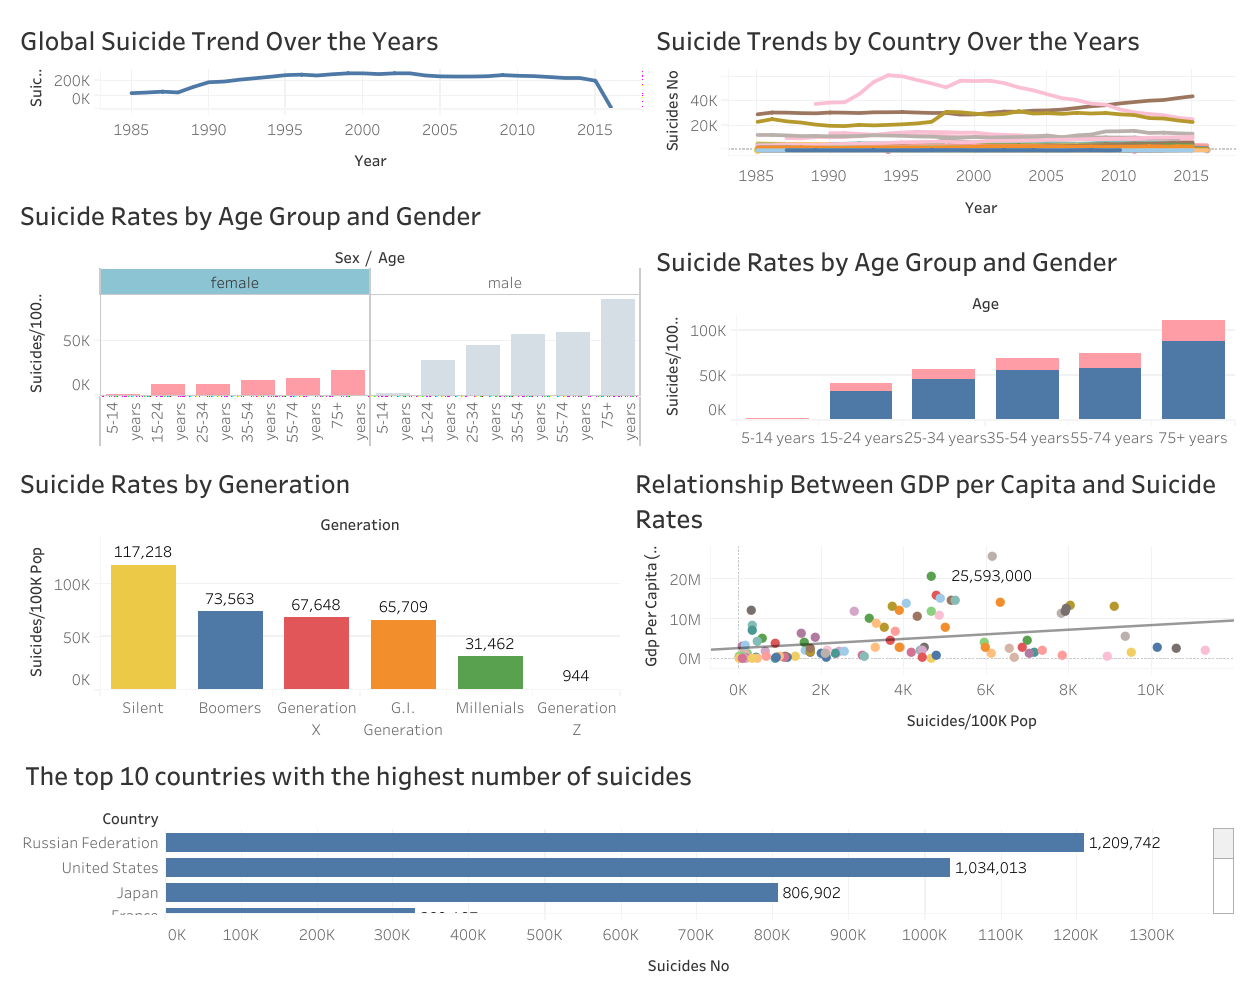 Global Suicide Trend Over the Years
Suic..
200K
0K
1985 1990 1995 2000 2005 2010 2015
Year
Suicide Trends by Country Over the Years
Suicides No
40K
20K
1985 1990 1995 2000 2005 2010 2015
Year
Suicide Rates by Age Group and Gender
Sex / Age
female male
Suicides/100..
50K
0K
5-14 years 15-24 years 25-34 years 35-54 years 55-74 years 75+ years 5-14 years 15-24 years 25-34 years 35-54 years 55-74 years 75+ years
Suicide Rates by Age Group and Gender
Age
Suicides/100..
100K
50K
0K
5-14 years 15-24 years 25-34 years 35-54 years 55-74 years 75+ years
Suicide Rates by Generation
Generation
Suicides/100K Pop
100K
50K
0K
117,218
73,563
67,648
65,709
31,462
944
Silent Boomers Generation X G.I. Generation Millenials Generation Z
Relationship Between GDP per Capita and Suicide
Rates
Gdp Per Capita (..
20M
10M
0M
25,593,000
0K 2K 4K 6K 8K 10K
Suicides/100K Pop
The top 10 countries with the highest number of suicides
Country
Russian Federation 1,209,742
United States 1,034,013
Japan 806,902
France
0K 100K 200K 300K 400K 500K 600K 700K 800K 900K 1000K 1100K 1200K 1300K
Suicides No